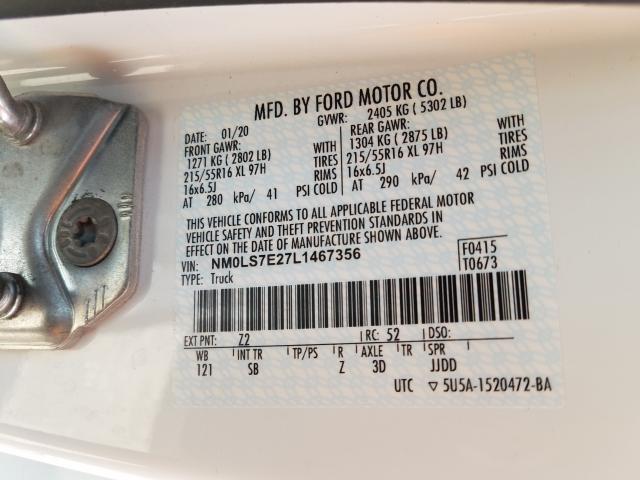 MFD. BY FORD MOTOR CO.
DATE: 01/20 GVWR: 2405 KG ( 5302 LB)
FRONT GAWR: WITH REAR GAWR: WITH
1271 KG ( 2802 LB) TIRES 1304 KG ( 2875 LB) TIRES
215/55R16 XL 97H RIMS 215/55R16 XL 97H RIMS
16x6.5J 16x6.5J
AT 280 kPa/ 41 PSI COLD AT 290 kPa/ 42 PSI COLD
THIS VEHICLE CONFORMS TO ALL APPLICABLE FEDERAL MOTOR
VEHICLE SAFETY AND THEFT PREVENTION STANDARDS IN
EFFECT ON THE DATE OF MANUFACTURE SHOWN ABOVE.
VIN: NM0LS7E27L1467356 F0415
TYPE: Truck T0673
EXT PNT: Z2 RC: 52 DSO:
WB INT TR TP/PS R AXLE TR SPR
121 SB Z 3D JJDD
UTC ▽ 5U5A-1520472-BA